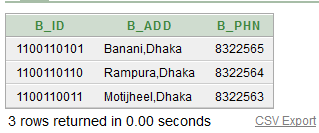 B_ID B_ADD B_PHN
1100110101 Banani,Dhaka 8322565
1100110110 Rampura,Dhaka 8322564
1100110011 Motijheel,Dhaka 8322563
3 rows returned in 0.00 seconds CSV Export